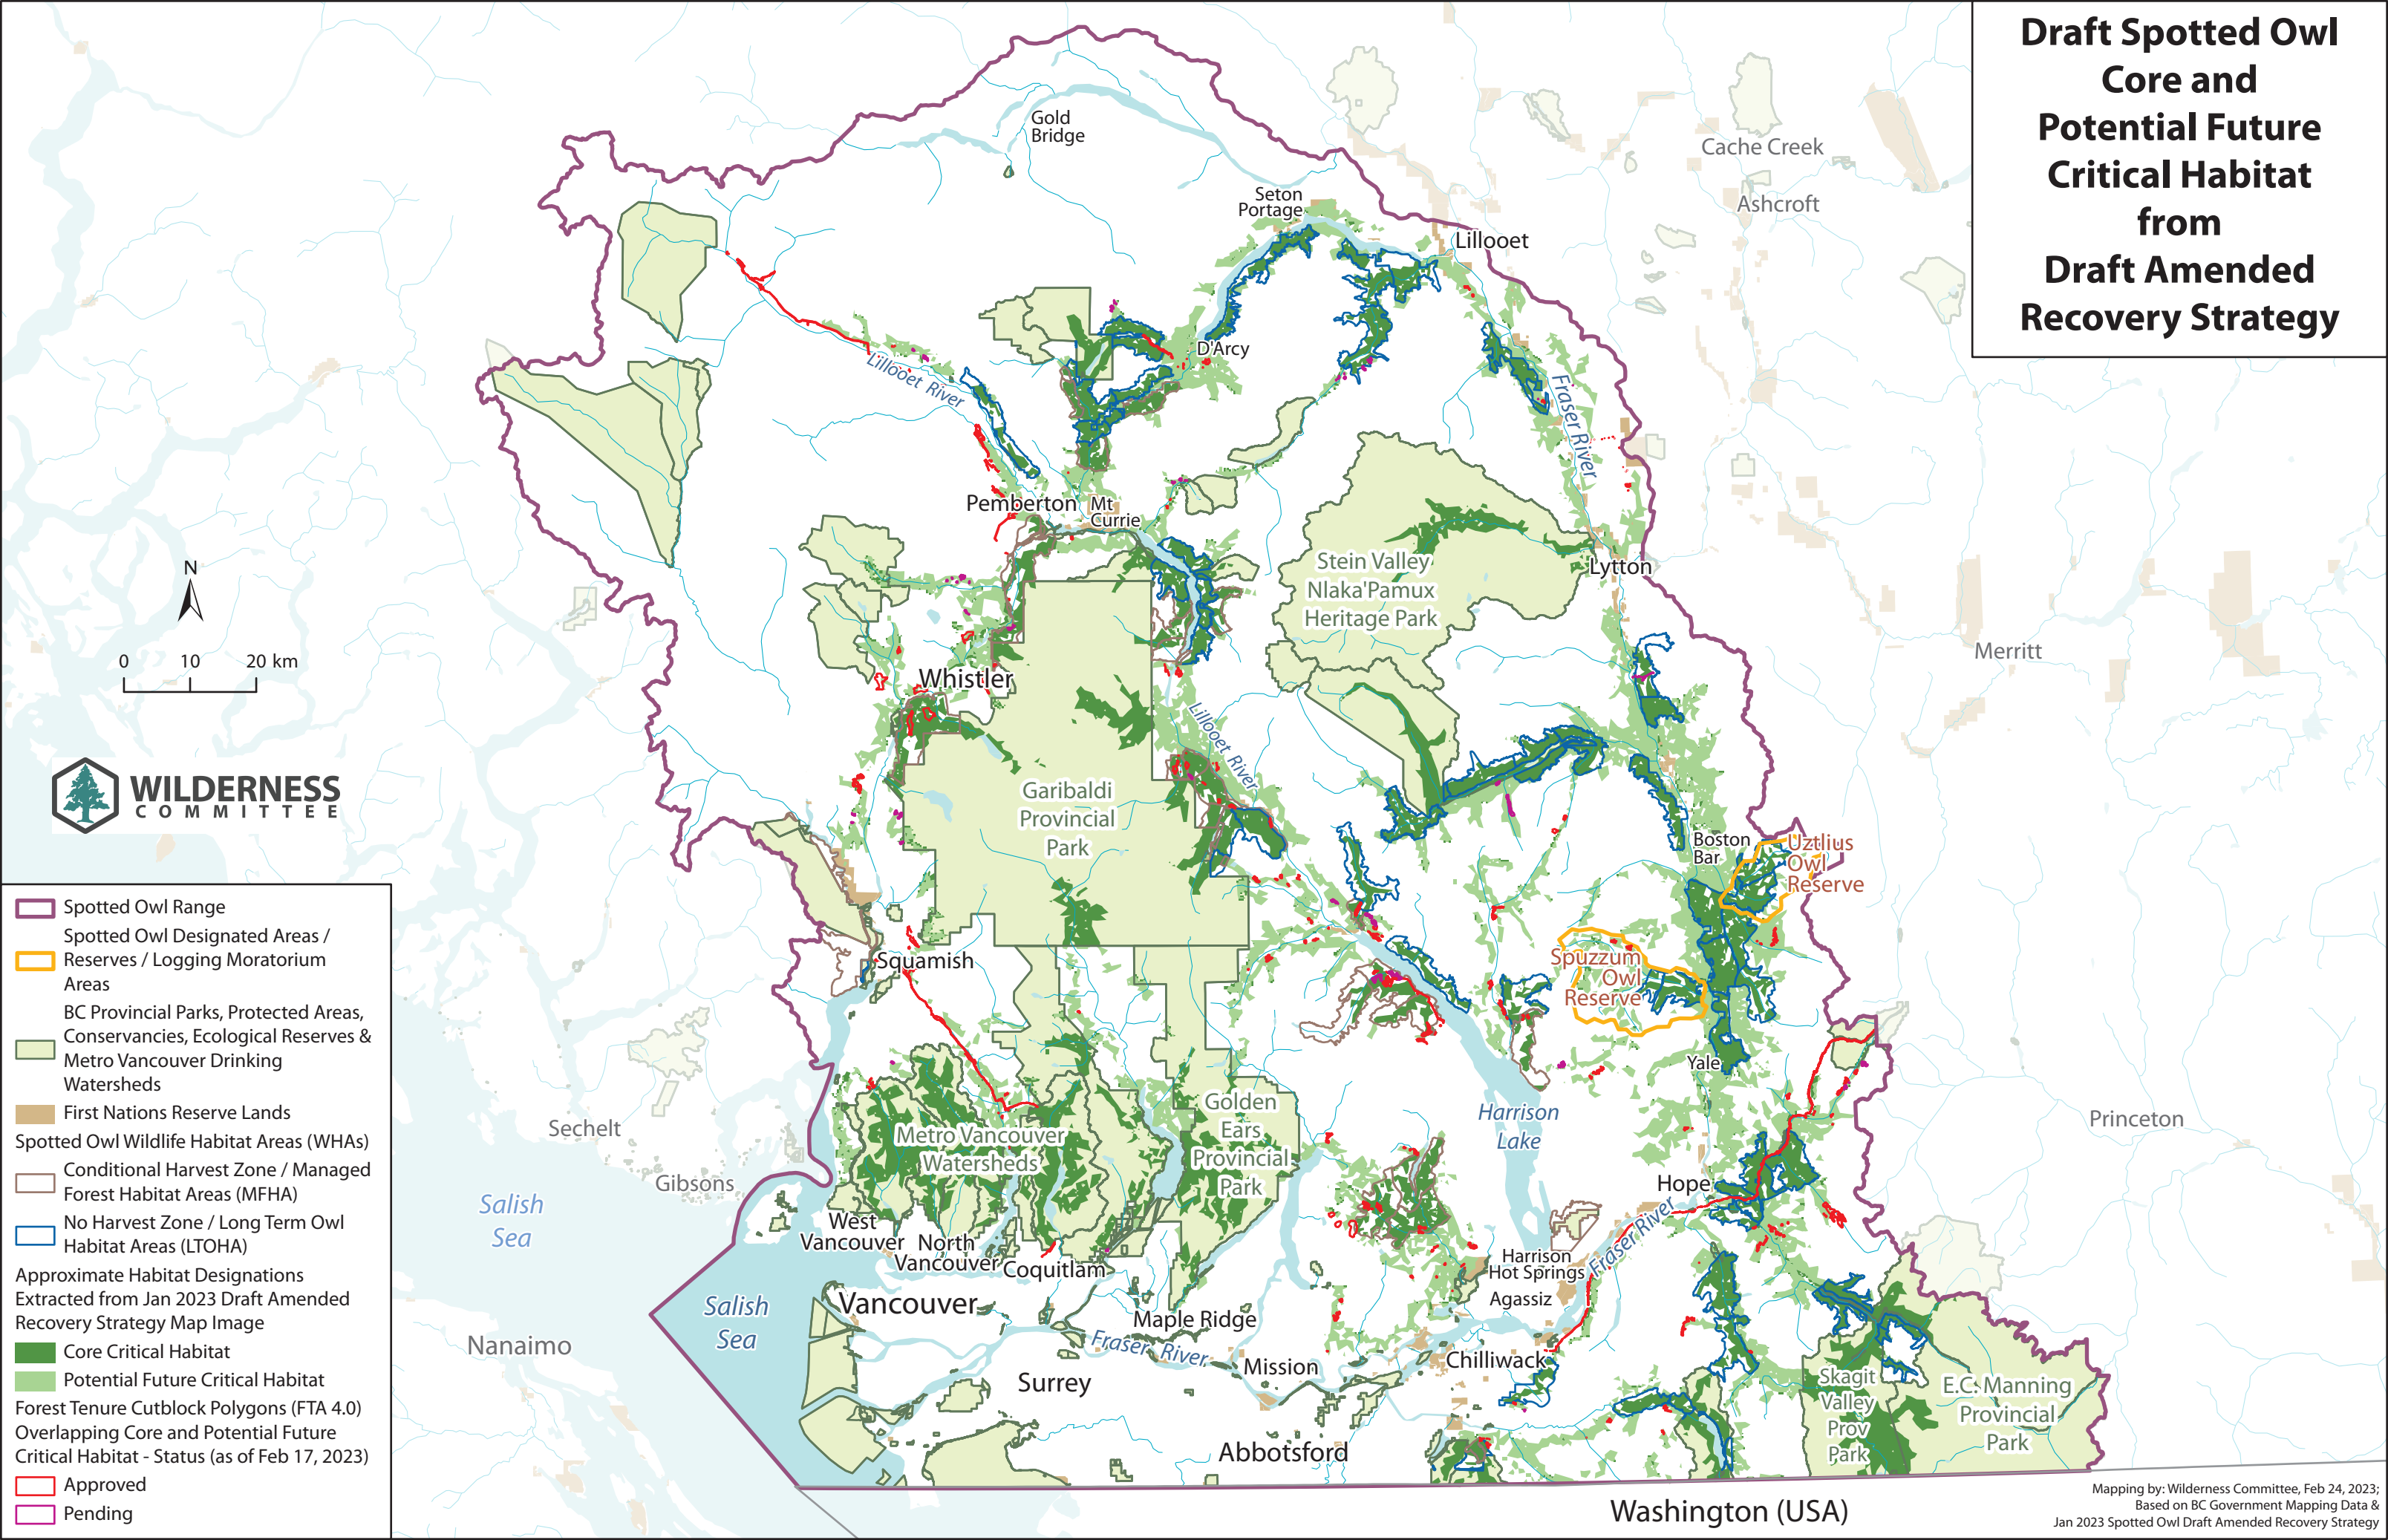 Draft Spotted Owl
Core and
Potential Future
Critical Habitat
from
Draft Amended
Recovery Strategy
Gold
Bridge
Cache Creek
Ashcroft
Seton
Portage
Lillooet
D'Arcy
Lillooet River
Fraser River
Pemberton
Mt
Currie
Stein Valley
Nlaka'Pamux
Heritage Park
Lytton
N
0 10 20 km
Merritt
Whistler
Lillooet River
WILDERNESS
COMMITTEE
Garibaldi
Provincial
Park
Boston
Bar
Uztlius
Owl
Reserve
Squamish
Spuzzum
Owl
Reserve
Yale
Golden
Ears
Provincial
Park
Harrison
Lake
Princeton
Sechelt
Metro Vancouver
Watersheds
Gibsons
Hope
Salish
Sea
West
Vancouver
North
Vancouver
Coquitlam
Harrison
Hot Springs
Agassiz
Fraser River
Salish
Sea
Vancouver
Maple Ridge
Nanaimo
Fraser River
Mission
Chilliwack
Surrey
Skagit
Valley
Prov
Park
E.C. Manning
Provincial
Park
Abbotsford
Washington (USA)
Spotted Owl Range
Spotted Owl Designated Areas /
Reserves / Logging Moratorium
Areas
BC Provincial Parks, Protected Areas,
Conservancies, Ecological Reserves &
Metro Vancouver Drinking
Watersheds
First Nations Reserve Lands
Spotted Owl Wildlife Habitat Areas (WHAs)
Conditional Harvest Zone / Managed
Forest Habitat Areas (MFHA)
No Harvest Zone / Long Term Owl
Habitat Areas (LTOHA)
Approximate Habitat Designations
Extracted from Jan 2023 Draft Amended
Recovery Strategy Map Image
Core Critical Habitat
Potential Future Critical Habitat
Forest Tenure Cutblock Polygons (FTA 4.0)
Overlapping Core and Potential Future
Critical Habitat - Status (as of Feb 17, 2023)
Approved
Pending
Mapping by: Wilderness Committee, Feb 24, 2023;
Based on BC Government Mapping Data &
Jan 2023 Spotted Owl Draft Amended Recovery Strategy